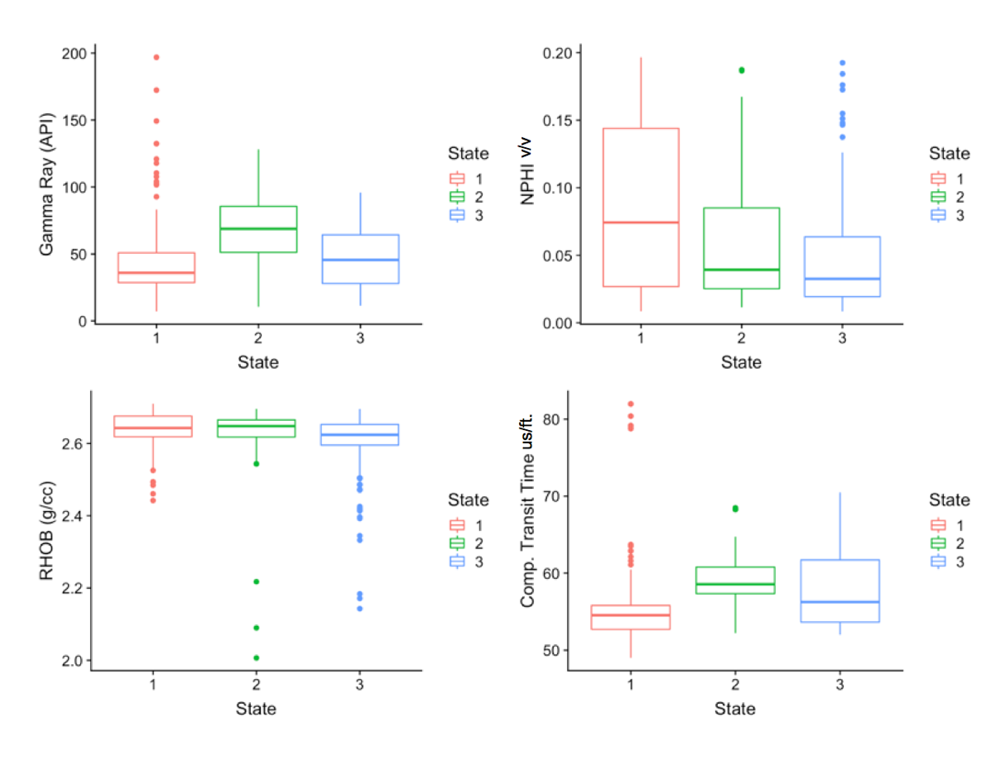 200
150
100
50
0
Gamma Ray (API)
1 2 3
State
State
1
2
3
0.20
0.15
0.10
0.05
0.00
NPHI v/v
1 2 3
State
State
1
2
3
2.6
2.4
2.2
2.0
RHOB (g/cc)
1 2 3
State
State
1
2
3
80
70
60
50
Comp. Transit Time us/ft.
1 2 3
State
State
1
2
3